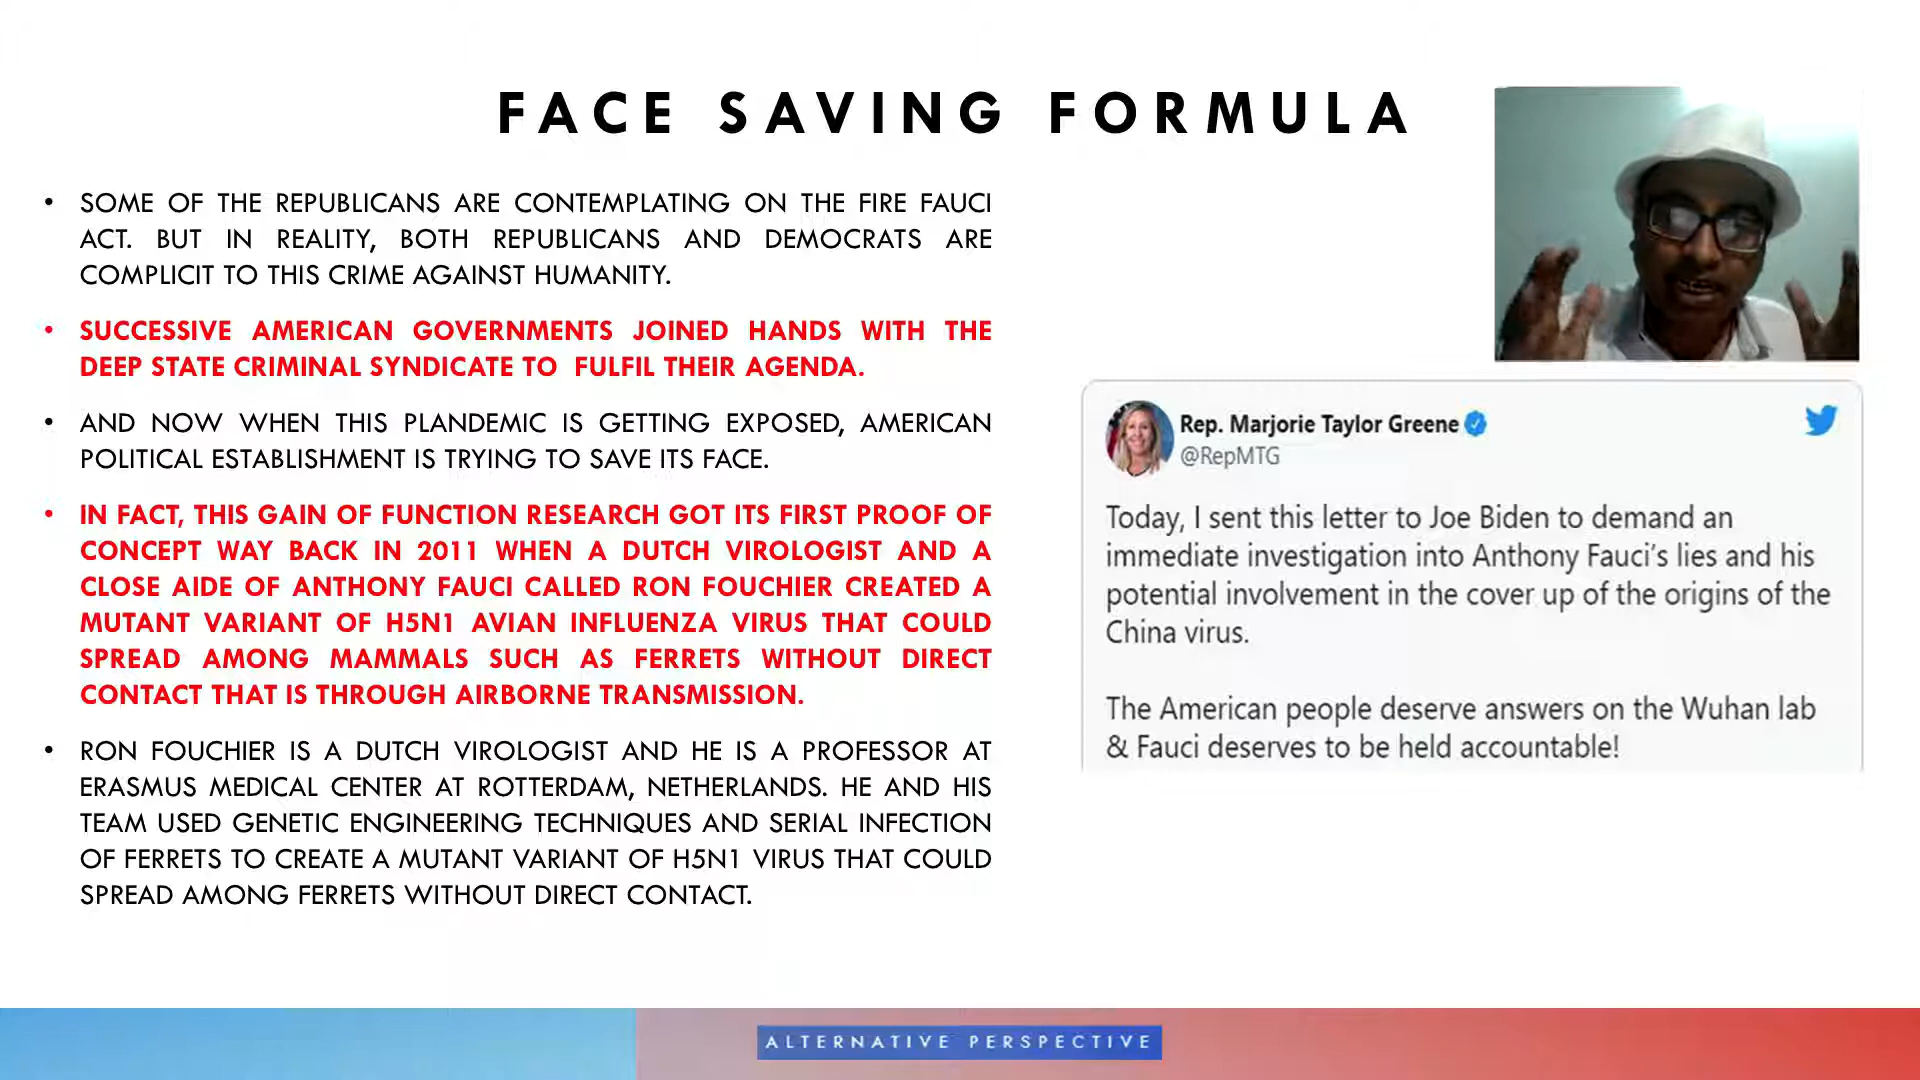 FACE SAVING FORMULA
• SOME OF THE REPUBLICANS ARE CONTEMPLATING ON THE FIRE FAUCI
ACT. BUT IN REALITY, BOTH REPUBLICANS AND DEMOCRATS ARE
COMPLICIT TO THIS CRIME AGAINST HUMANITY.
• SUCCESSIVE AMERICAN GOVERNMENTS JOINED HANDS WITH THE
DEEP STATE CRIMINAL SYNDICATE TO FULFIL THEIR AGENDA.
• AND NOW WHEN THIS PLANDEMIC IS GETTING EXPOSED, AMERICAN
POLITICAL ESTABLISHMENT IS TRYING TO SAVE ITS FACE.
• IN FACT, THIS GAIN OF FUNCTION RESEARCH GOT ITS FIRST PROOF OF
CONCEPT WAY BACK IN 2011 WHEN A DUTCH VIROLOGIST AND A
CLOSE AIDE OF ANTHONY FAUCI CALLED RON FOUCHIER CREATED A
MUTANT VARIANT OF H5N1 AVIAN INFLUENZA VIRUS THAT COULD
SPREAD AMONG MAMMALS SUCH AS FERRETS WITHOUT DIRECT
CONTACT THAT IS THROUGH AIRBORNE TRANSMISSION.
• RON FOUCHIER IS A DUTCH VIROLOGIST AND HE IS A PROFESSOR AT
ERASMUS MEDICAL CENTER AT ROTTERDAM, NETHERLANDS. HE AND HIS
TEAM USED GENETIC ENGINEERING TECHNIQUES AND SERIAL INFECTION
OF FERRETS TO CREATE A MUTANT VARIANT OF H5N1 VIRUS THAT COULD
SPREAD AMONG FERRETS WITHOUT DIRECT CONTACT.
Rep. Marjorie Taylor Greene
@RepMTG
Today, I sent this letter to Joe Biden to demand an
immediate investigation into Anthony Fauci's lies and his
potential involvement in the cover up of the origins of the
China virus.
The American people deserve answers on the Wuhan lab
& Fauci deserves to be held accountable!
ALTERNATIVE PERSPECTIVE